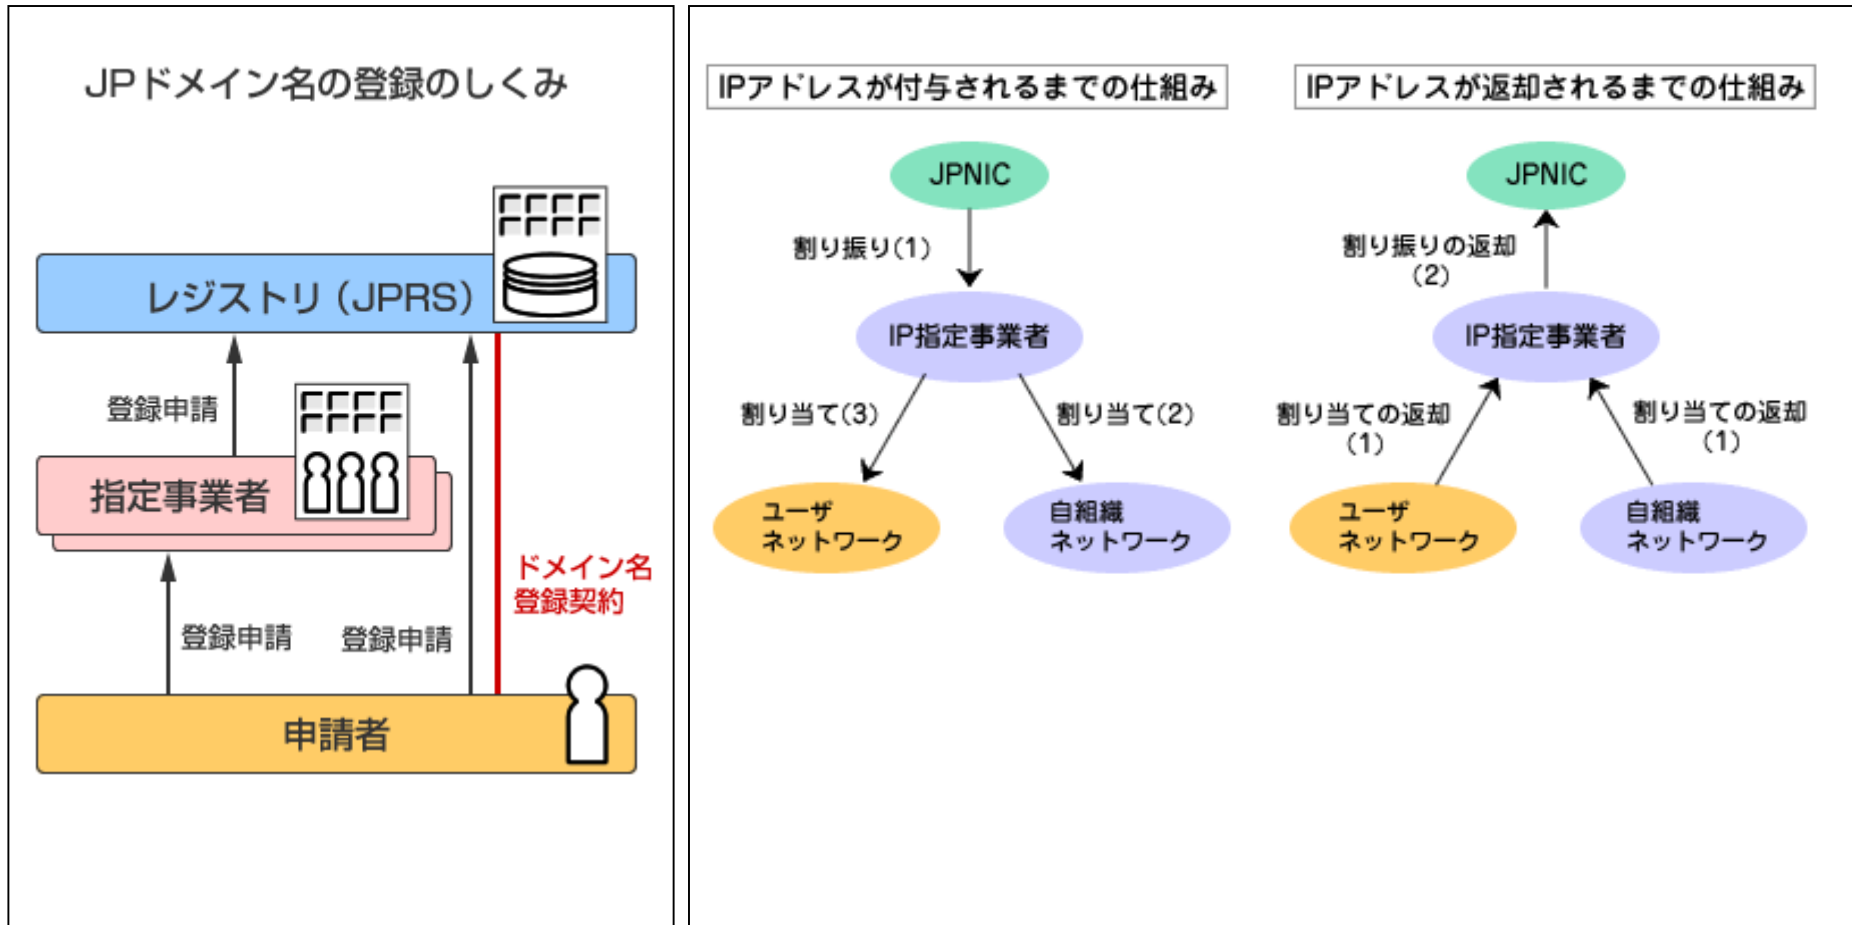 JPドメイン名の登録のしくみ
レジストリ（JPRS）
登録申請
指定事業者
ドメイン名
登録契約
登録申請
登録申請
申請者
IPアドレスが付与されるまでの仕組み
JPNIC
割り振り(1)
IP指定事業者
割り当て(3)
割り当て(2)
ユーザ
ネットワーク
自組織
ネットワーク
IPアドレスが返却されるまでの仕組み
JPNIC
割り振りの返却
(2)
IP指定事業者
割り当ての返却
(1)
割り当ての返却
(1)
ユーザ
ネットワーク
自組織
ネットワーク